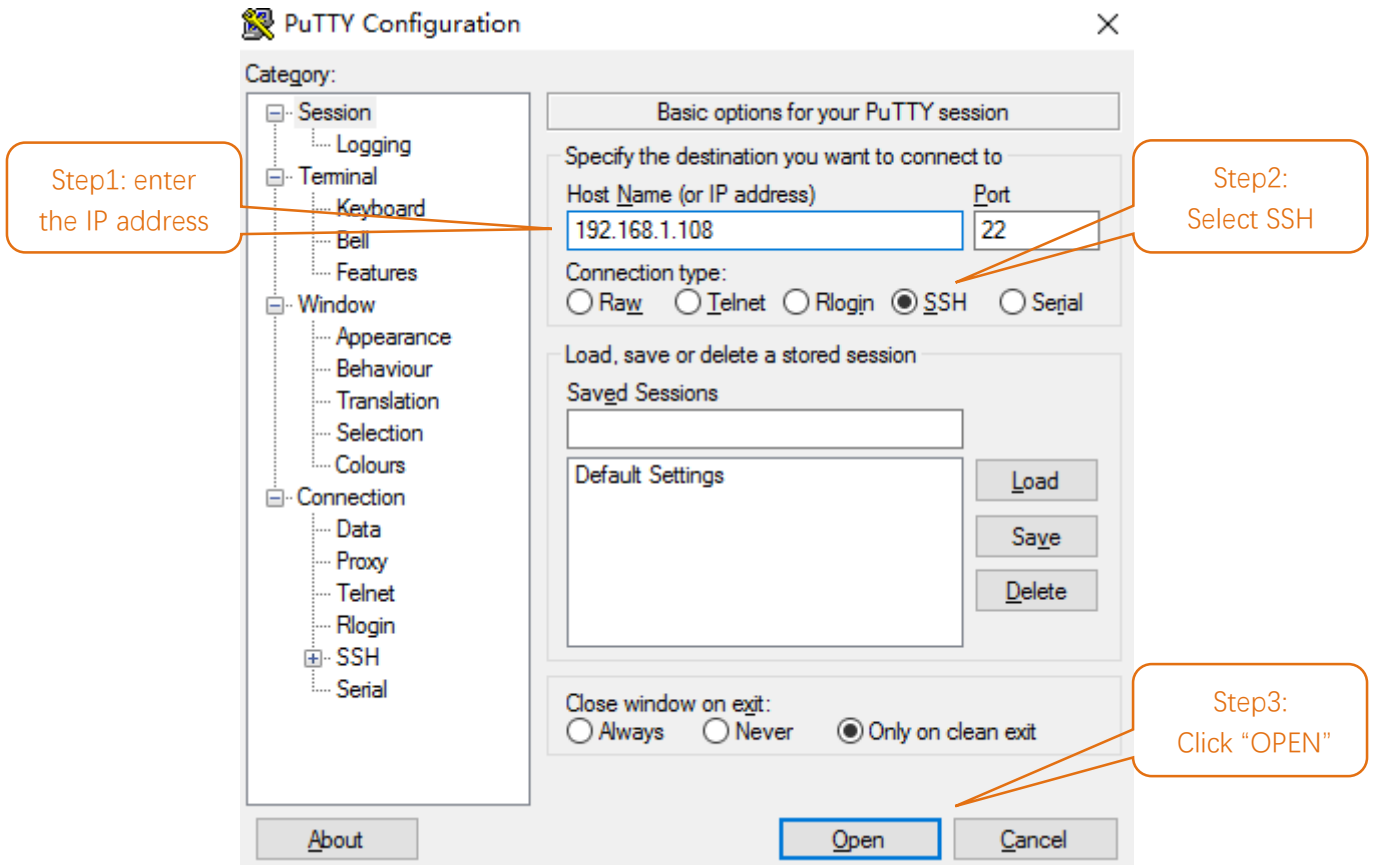 PuTTY Configuration
Category:
Session
Logging
Terminal
Keyboard
Bell
Features
Window
Appearance
Behaviour
Translation
Selection
Colours
Connection
Data
Proxy
Telnet
Rlogin
SSH
Serial
Basic options for your PuTTY session
Specify the destination you want to connect to
Host Name (or IP address) Port
192.168.1.108 22
Connection type:
Raw Telnet Rlogin SSH Serial
Load, save or delete a stored session
Saved Sessions
Default Settings
Load
Save
Delete
Close window on exit:
Always Never Only on clean exit
About Open Cancel
Step1: enter
the IP address
Step2:
Select SSH
Step3:
Click “OPEN”